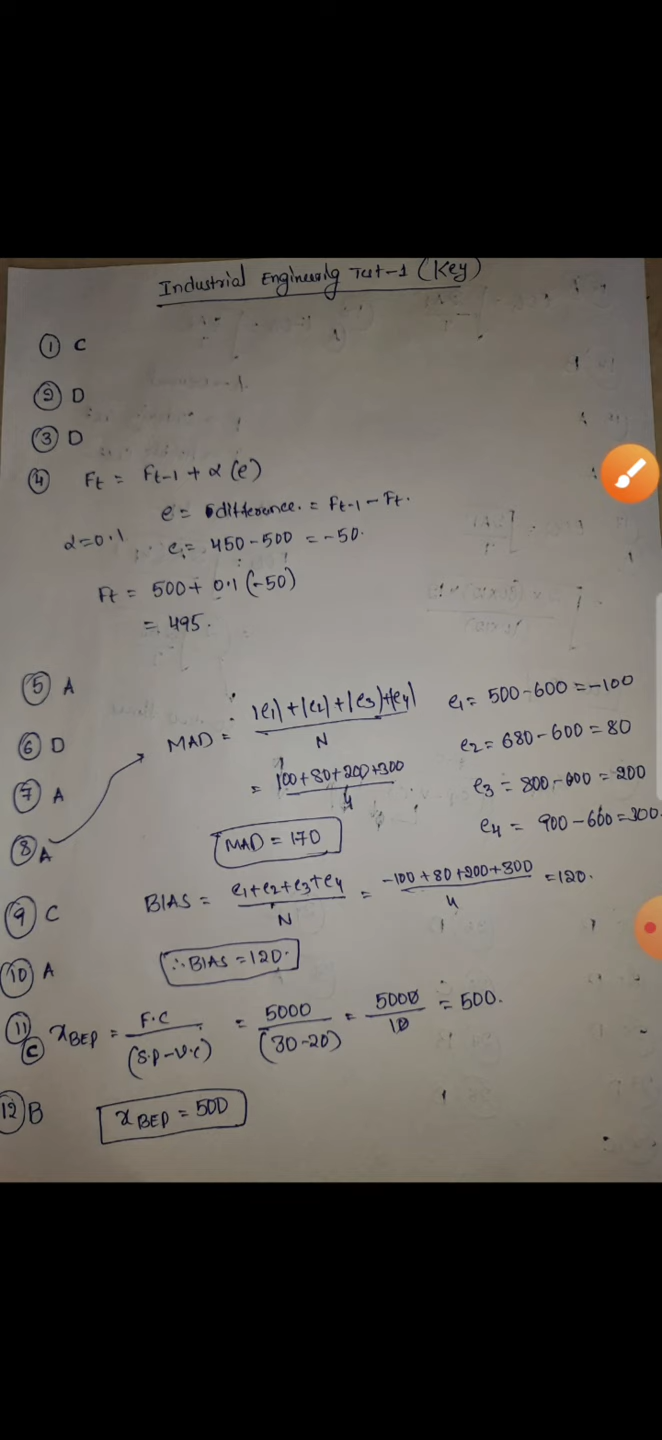 Industrial Engineering Test-1 (Key)
① C
② D
③ D
④ Ft = Ft-1 + α (e)
e = difference. = Ft-1 - Ft.
α=0.1 ∴ e1 = 450-500 = -50.
Ft = 500 + 0.1 (-50)
= 495.
⑤ A
⑥ D
⑦ A
⑧ A
MAD = |e1| + |e2| + |e3| + |e4| / N
= 100+80+200+300 / 4
MAD = 170
e1 = 500-600 = -100
e2 = 680-600 = 80
e3 = 800-600 = 200
e4 = 900-600 = 300.
⑨ C
BIAS = e1+e2+e3+e4 / N = -100+80+200+300 / 4 = 120.
⑩ A
∴ BIAS = 120.
⑪ C xBEP = F.C / (S.P-V.C) = 5000 / (30-20) = 5000 / 10 = 500.
⑫ B
xBEP = 500